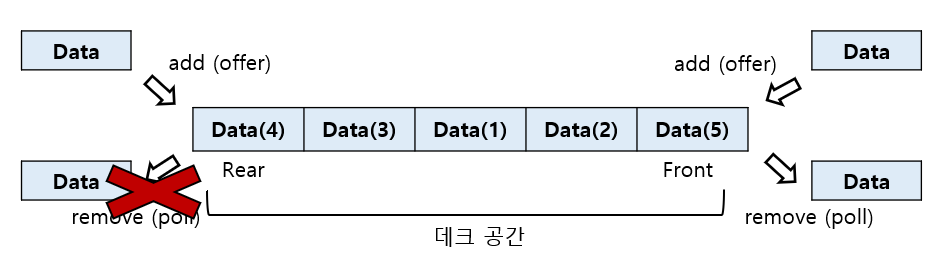 Data
Data
add (offer)
add (offer)
Data(4) Data(3) Data(1) Data(2) Data(5)
Rear
Front
Data
Data
remove (poll)
remove (poll)
데크 공간